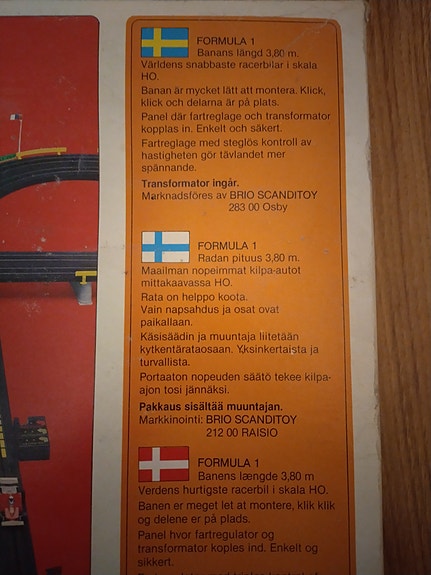 FORMULA 1
Banans längd 3,80 m.
Världens snabbaste racerbilar i skala
HO.
Banan är mycket lätt att montera. Klick,
klick och delarna är på plats.
Panel där fartreglage och transformator
kopplas in. Enkelt och säkert.
Fartreglage med steglös kontroll av
hastigheten gör tävlandet mer
spännande.
Transformator ingår.
Marknadsföres av BRIO SCANDITOY
283 00 Osby
FORMULA 1
Radan pituus 3,80 m.
Maailman nopeimmat kilpa-autot
mittakaavassa HO.
Rata on helppo koota.
Vain napsahdus ja osat ovat
paikallaan.
Käsisäädin ja muuntaja liitetään
kytkentärataosaan. Yksinkertaista ja
turvallista.
Portaaton nopeuden säätö tekee kilpa-
ajon tosi jännäksi.
Pakkaus sisältää muuntajan.
Markkinointi: BRIO SCANDITOY
212 00 RAISIO
FORMULA 1
Banens længde 3,80 m
Verdens hurtigste racerbil i skala HO.
Banen er meget let at montere, klik klik
og delene er på plads.
Panel hvor fartregulator og
transformator koples ind. Enkelt og
sikkert.